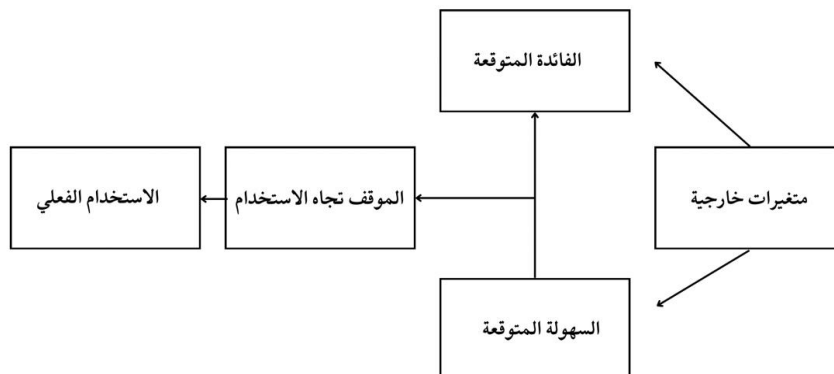 الفائدة المتوقعة
متغيرات خارجية
الموقف تجاه الاستخدام
الاستخدام الفعلي
السهولة المتوقعة